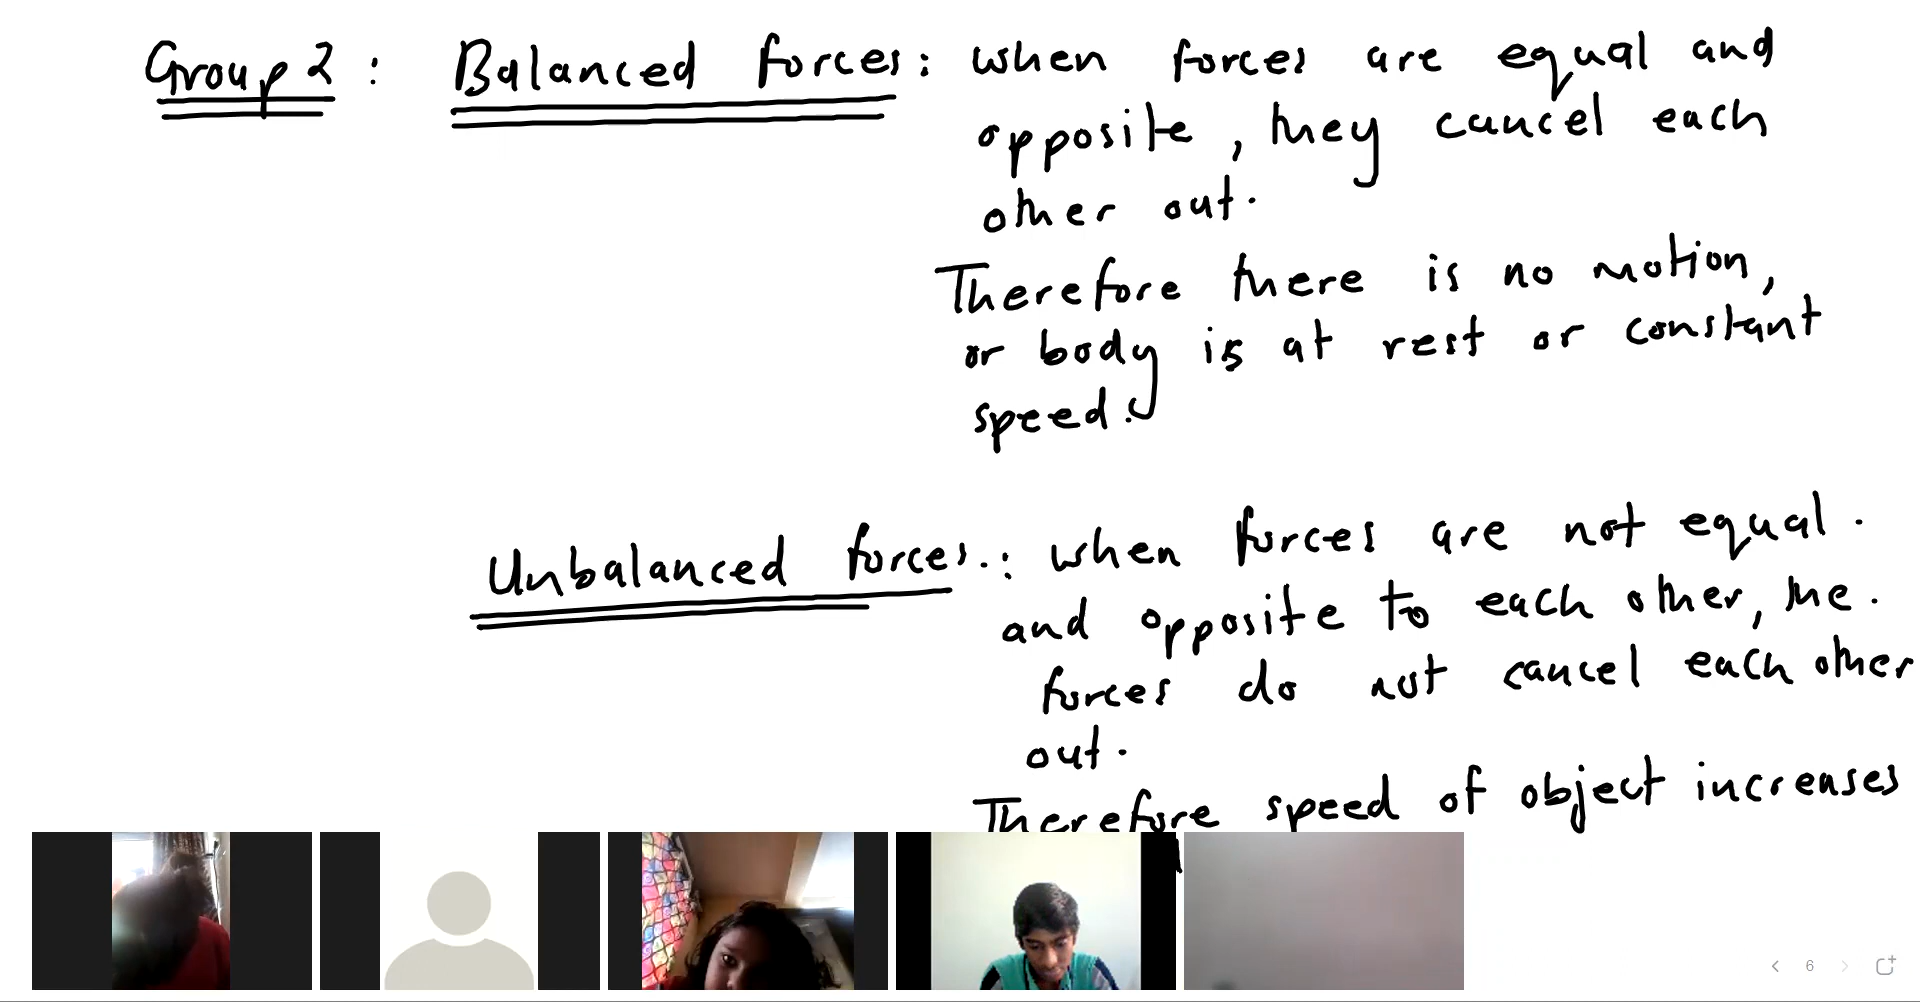 Group 2 : Balanced forces : when forces are equal and
opposite, they cancel each
other out.
Therefore there is no motion,
or body is at rest or constant
speed.
Unbalanced forces. : when forces are not equal.
and opposite to each other, the.
forces do not cancel each other
out.
Therefore speed of object increases
6